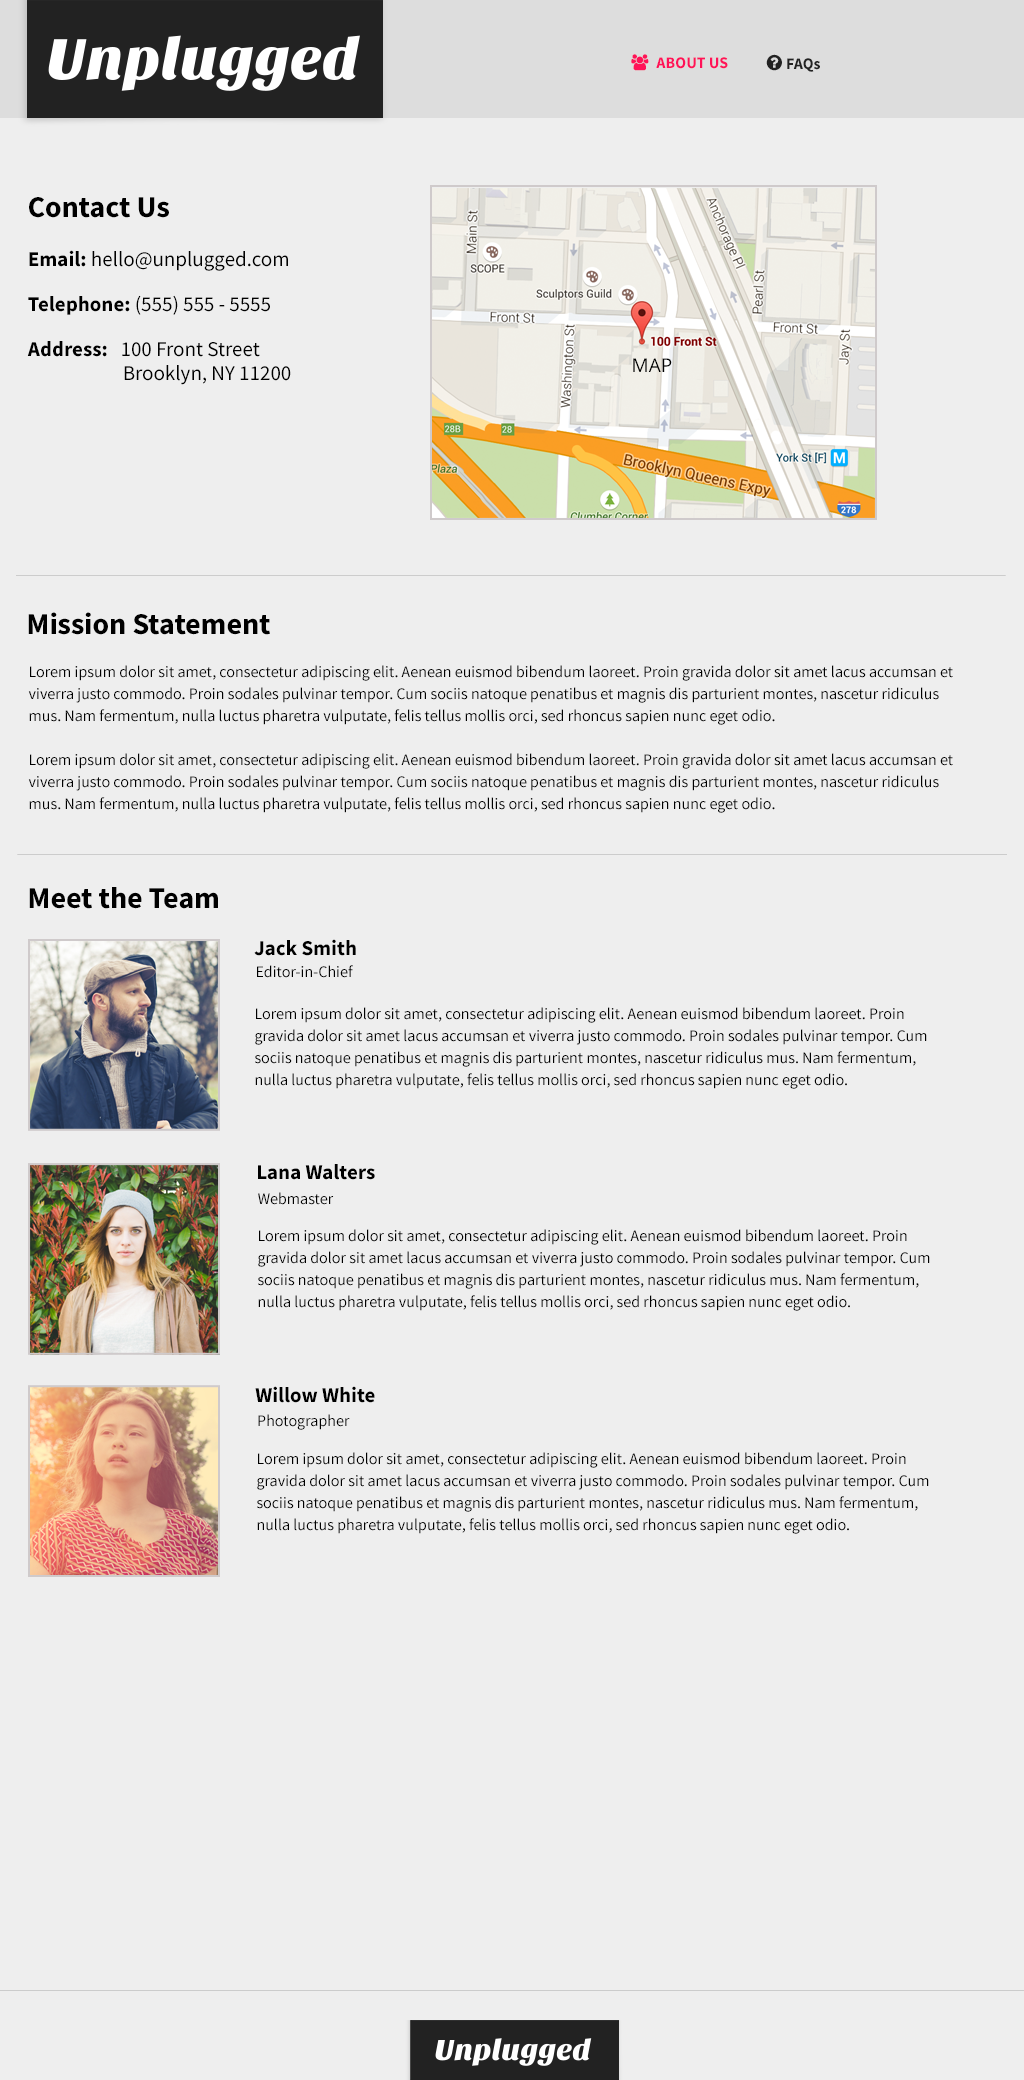 Unplugged
ABOUT US
FAQs
Contact Us
Email: hello@unplugged.com
Telephone: (555) 555 - 5555
Address: 100 Front Street
Brooklyn, NY 11200
Main St
SCOPE
Sculptors Guild
Front St
Washington St
100 Front St
MAP
Anchorage Pl
Pearl St
Front St
Jay St
28B
28
Plaza
Brooklyn Queens Expy
York St [F] M
Clumber Corner
278
Mission Statement
Lorem ipsum dolor sit amet, consectetur adipiscing elit. Aenean euismod bibendum laoreet. Proin gravida dolor sit amet lacus accumsan et
viverra justo commodo. Proin sodales pulvinar tempor. Cum sociis natoque penatibus et magnis dis parturient montes, nascetur ridiculus
mus. Nam fermentum, nulla luctus pharetra vulputate, felis tellus mollis orci, sed rhoncus sapien nunc eget odio.
Lorem ipsum dolor sit amet, consectetur adipiscing elit. Aenean euismod bibendum laoreet. Proin gravida dolor sit amet lacus accumsan et
viverra justo commodo. Proin sodales pulvinar tempor. Cum sociis natoque penatibus et magnis dis parturient montes, nascetur ridiculus
mus. Nam fermentum, nulla luctus pharetra vulputate, felis tellus mollis orci, sed rhoncus sapien nunc eget odio.
Meet the Team
Jack Smith
Editor-in-Chief
Lorem ipsum dolor sit amet, consectetur adipiscing elit. Aenean euismod bibendum laoreet. Proin
gravida dolor sit amet lacus accumsan et viverra justo commodo. Proin sodales pulvinar tempor. Cum
sociis natoque penatibus et magnis dis parturient montes, nascetur ridiculus mus. Nam fermentum,
nulla luctus pharetra vulputate, felis tellus mollis orci, sed rhoncus sapien nunc eget odio.
Lana Walters
Webmaster
Lorem ipsum dolor sit amet, consectetur adipiscing elit. Aenean euismod bibendum laoreet. Proin
gravida dolor sit amet lacus accumsan et viverra justo commodo. Proin sodales pulvinar tempor. Cum
sociis natoque penatibus et magnis dis parturient montes, nascetur ridiculus mus. Nam fermentum,
nulla luctus pharetra vulputate, felis tellus mollis orci, sed rhoncus sapien nunc eget odio.
Willow White
Photographer
Lorem ipsum dolor sit amet, consectetur adipiscing elit. Aenean euismod bibendum laoreet. Proin
gravida dolor sit amet lacus accumsan et viverra justo commodo. Proin sodales pulvinar tempor. Cum
sociis natoque penatibus et magnis dis parturient montes, nascetur ridiculus mus. Nam fermentum,
nulla luctus pharetra vulputate, felis tellus mollis orci, sed rhoncus sapien nunc eget odio.
Unplugged